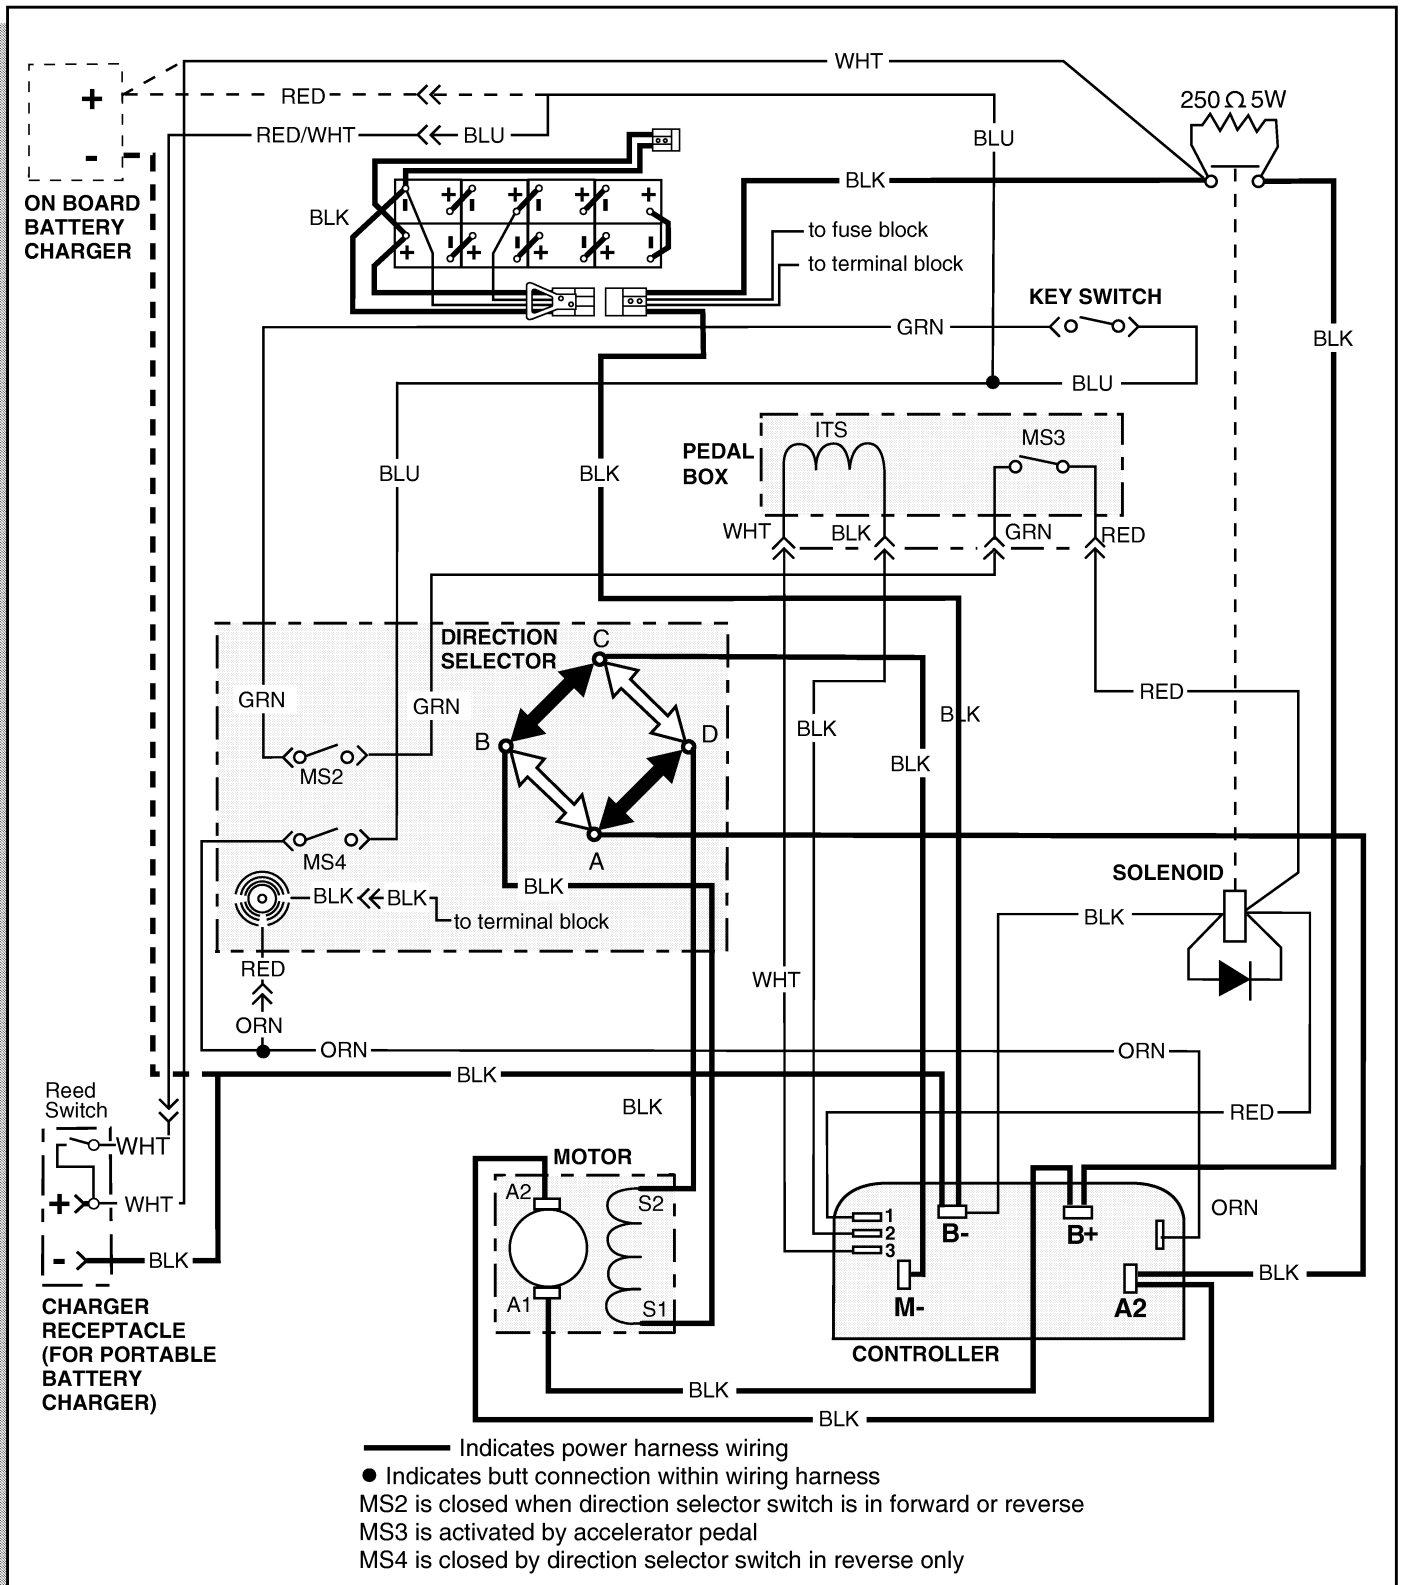 WHT
250 Ω 5W
+
RED
RED/WHT
BLU
BLU
-
ON BOARD
BATTERY
CHARGER
BLK
BLK
to fuse block
to terminal block
KEY SWITCH
GRN
BLK
BLU
PEDAL
BOX
ITS
MS3
BLU
BLK
WHT
BLK
GRN
RED
DIRECTION
SELECTOR
C
GRN
GRN
B
D
BLK
BLK
RED
BLK
MS2
MS4
A
BLK
BLK
BLK
to terminal block
SOLENOID
BLK
RED
WHT
ORN
ORN
ORN
BLK
Reed
Switch
BLK
RED
WHT
MOTOR
+
WHT
A2
S2
1
2
3
B-
B+
ORN
-
BLK
A1
S1
M-
A2
BLK
CHARGER
RECEPTACLE
(FOR PORTABLE
BATTERY
CHARGER)
CONTROLLER
BLK
BLK
Indicates power harness wiring
Indicates butt connection within wiring harness
MS2 is closed when direction selector switch is in forward or reverse
MS3 is activated by accelerator pedal
MS4 is closed by direction selector switch in reverse only